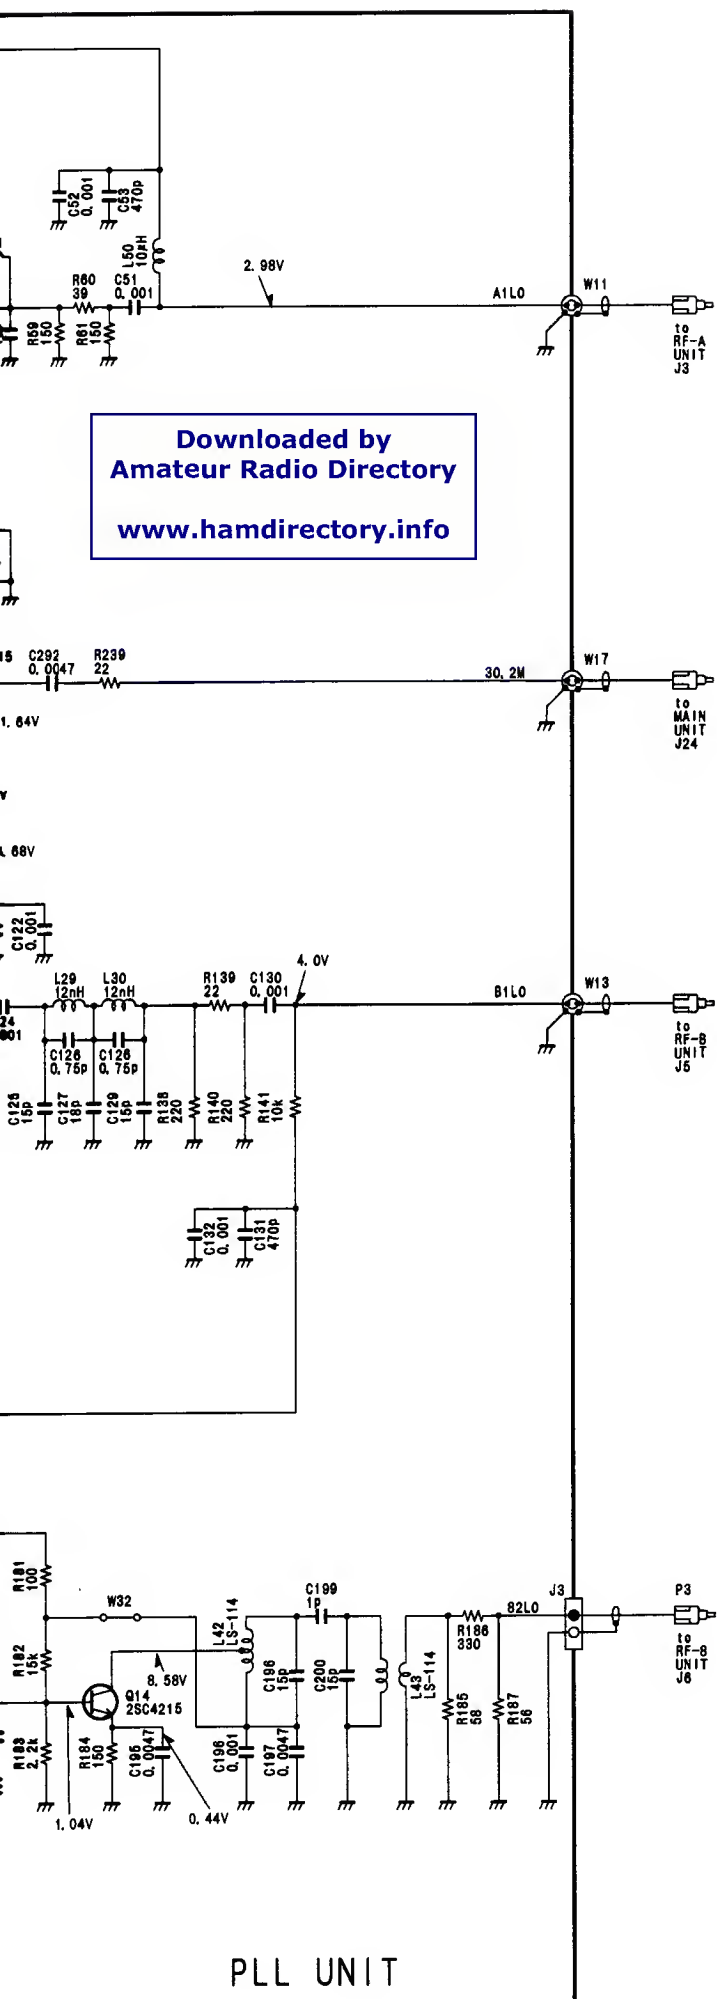 C52
0.001
C53
470p
L50
10μH
2.98V
R60
39
C51
0.001
A1LO
W11
R59
150
R61
150
to
RF-A
UNIT
J3
Downloaded by
Amateur Radio Directory
www.hamdirectory.info
15
C292
0.0047
R239
22
30.2M
W17
1.64V
to
MAIN
UNIT
J24
.68V
C122
0.001
4.0V
L29
12nH
L30
12nH
R139
22
C130
0.001
B1LO
W13
24
001
C126
0.75p
C128
0.75p
to
RF-B
UNIT
J5
C125
15p
C127
18p
C129
15p
R138
220
R140
220
R141
10k
C132
0.001
C131
470p
R181
100
W32
L42
LS-114
C199
1p
J3
P3
B2LO
R186
330
R182
15k
8.58V
C198
15p
C200
15p
L43
LS-114
to
RF-B
UNIT
J6
Q14
2SC4215
R185
56
R187
56
R183
2.2k
R184
150
C195
0.0047
C196
0.001
C197
0.0047
1.04V
0.44V
PLL UNIT